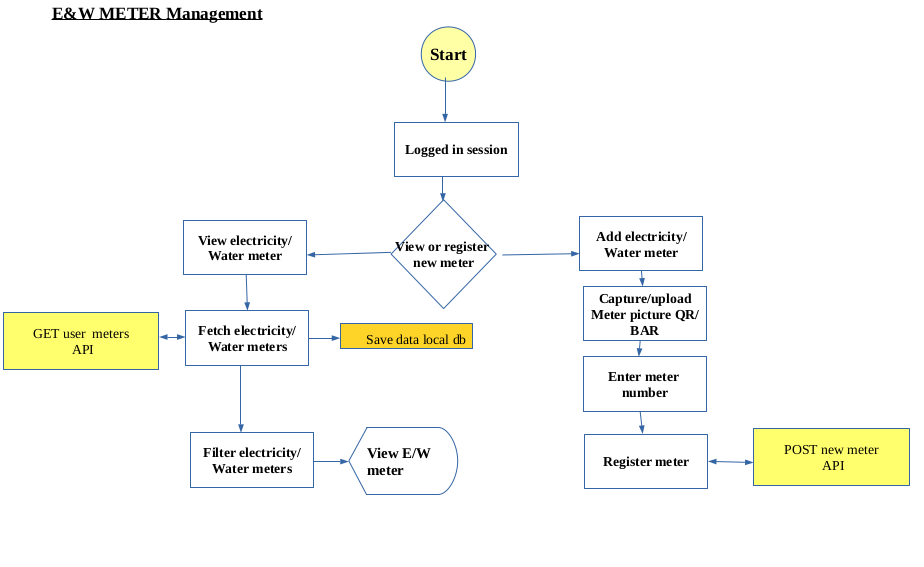 E&W METER Management
Start
Logged in session
View or register
new meter
View electricity/
Water meter
Add electricity/
Water meter
Capture/upload
Meter picture QR/
BAR
GET user  meters
API
Fetch electricity/
Water meters
Save data local db
Enter meter
number
Filter electricity/
Water meters
View E/W
meter
Register meter
POST new meter
API